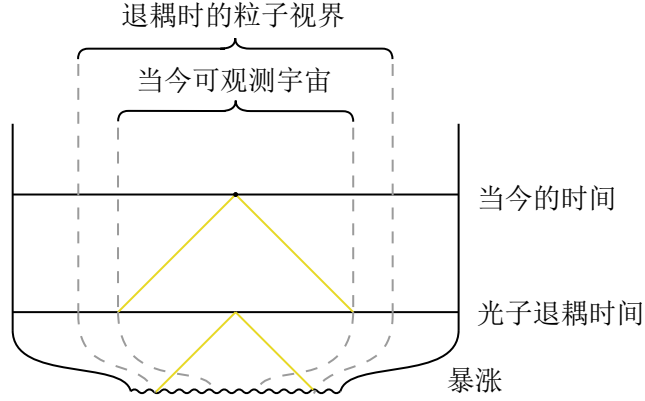 退耦时的粒子视界
当今可观测宇宙
当今的时间
光子退耦时间
暴涨